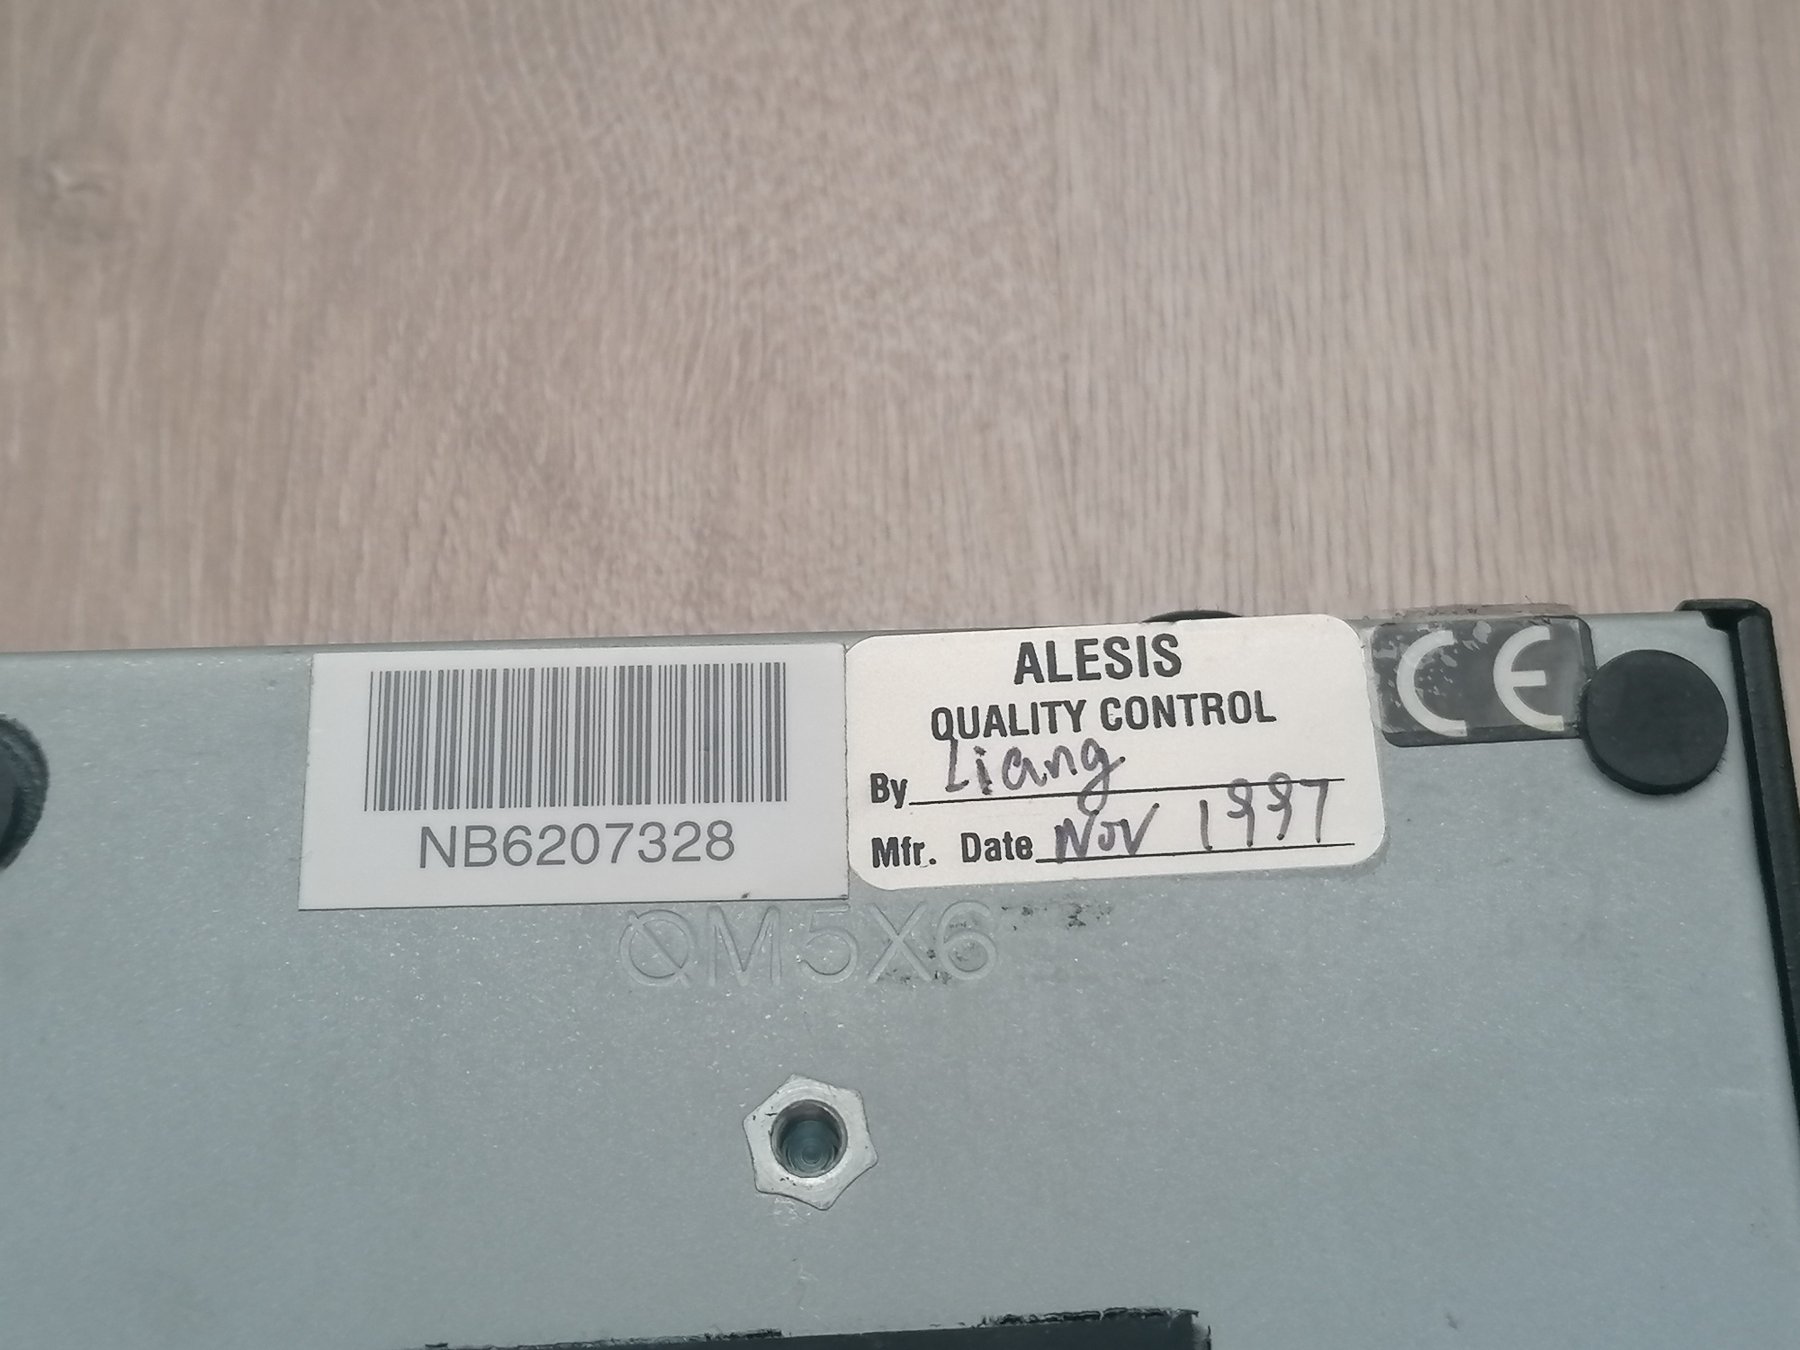 NB6207328
ALESIS
QUALITY CONTROL
By Liang
Mfr. Date Nov 1997
CE
QM5X6